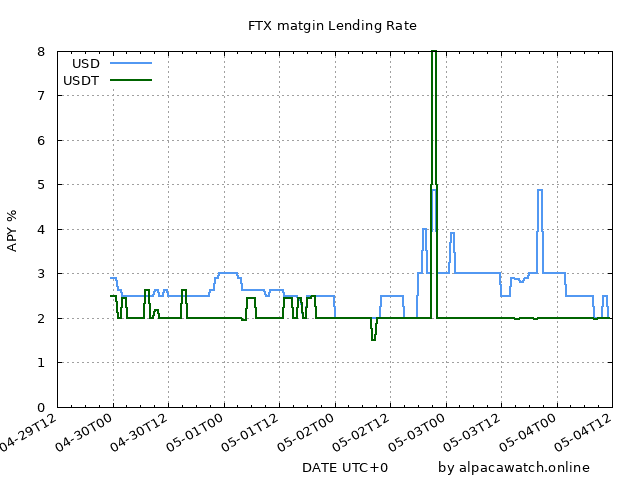 FTX matgin Lending Rate
USD
USDT
8
7
6
5
4
3
2
1
0
APY %
04-29T12
04-30T00
04-30T12
05-01T00
05-01T12
05-02T00
05-02T12
05-03T00
05-03T12
05-04T00
05-04T12
DATE UTC+0
by alpacawatch.online